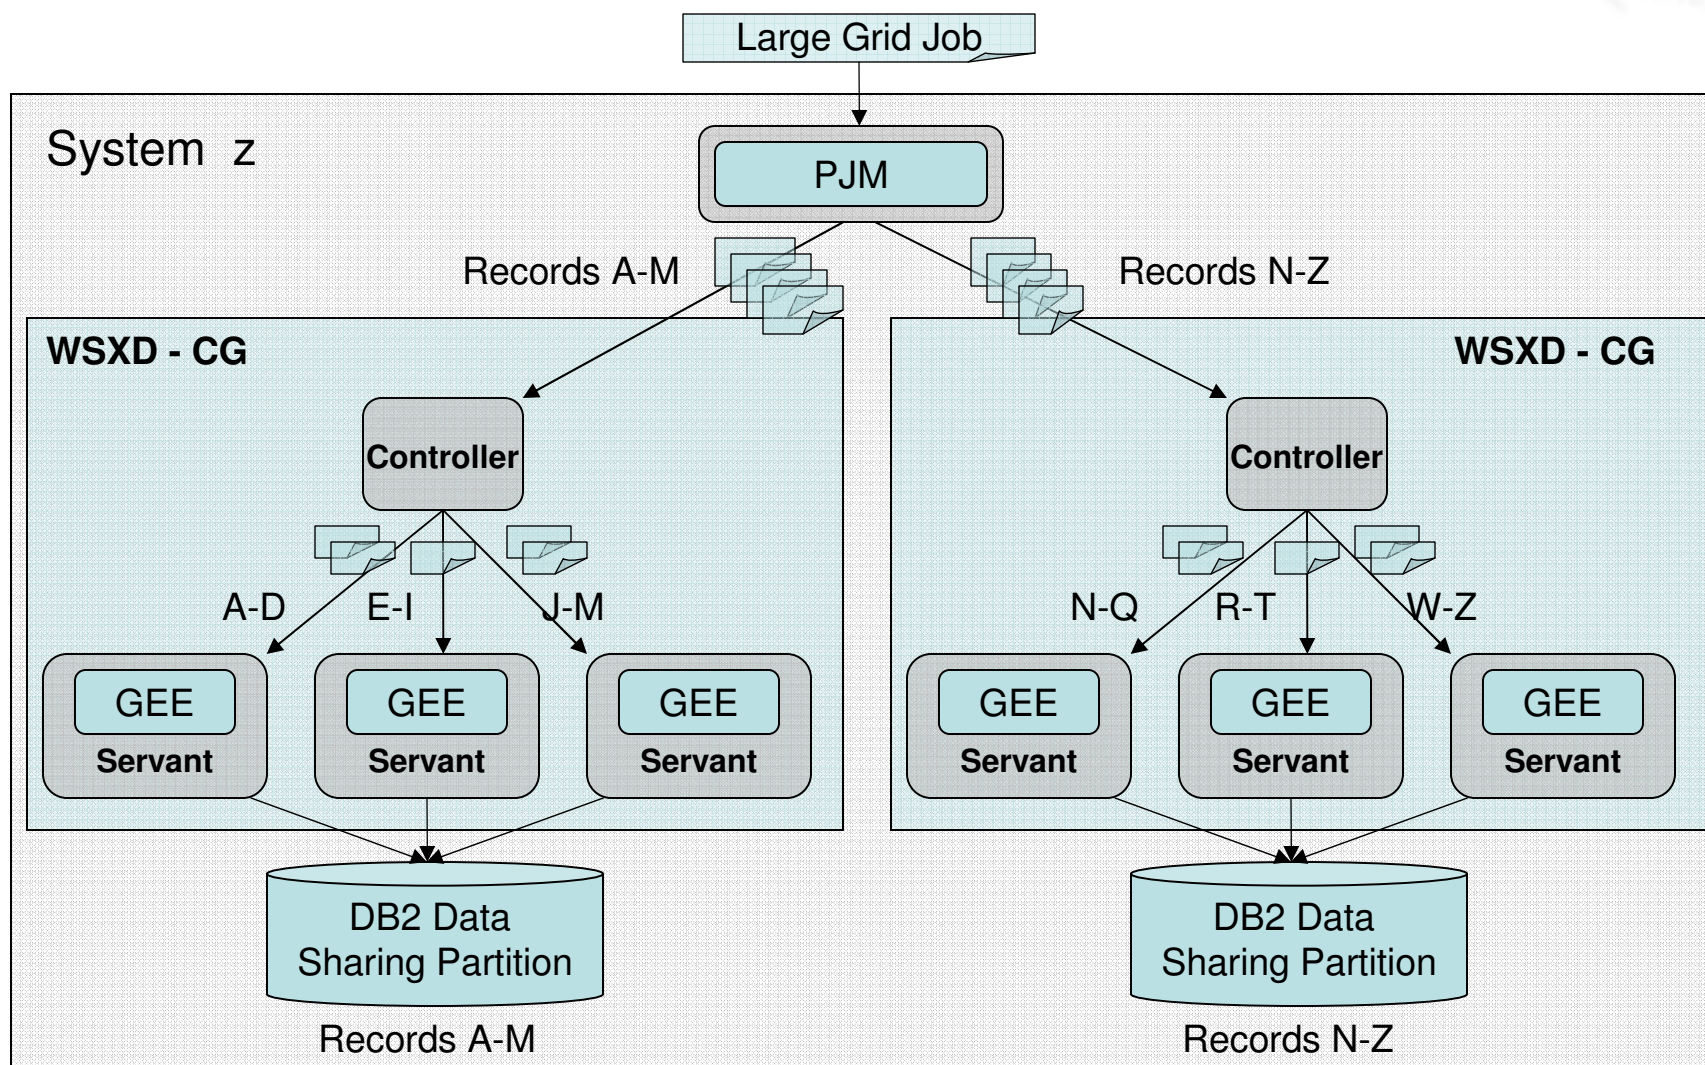 Large Grid Job
System z
PJM
Records A-M
Records N-Z
WSXD - CG
WSXD - CG
Controller
Controller
A-D
E-I
J-M
N-Q
R-T
W-Z
GEE
GEE
GEE
GEE
GEE
GEE
Servant
Servant
Servant
Servant
Servant
Servant
DB2 Data
Sharing Partition
DB2 Data
Sharing Partition
Records A-M
Records N-Z